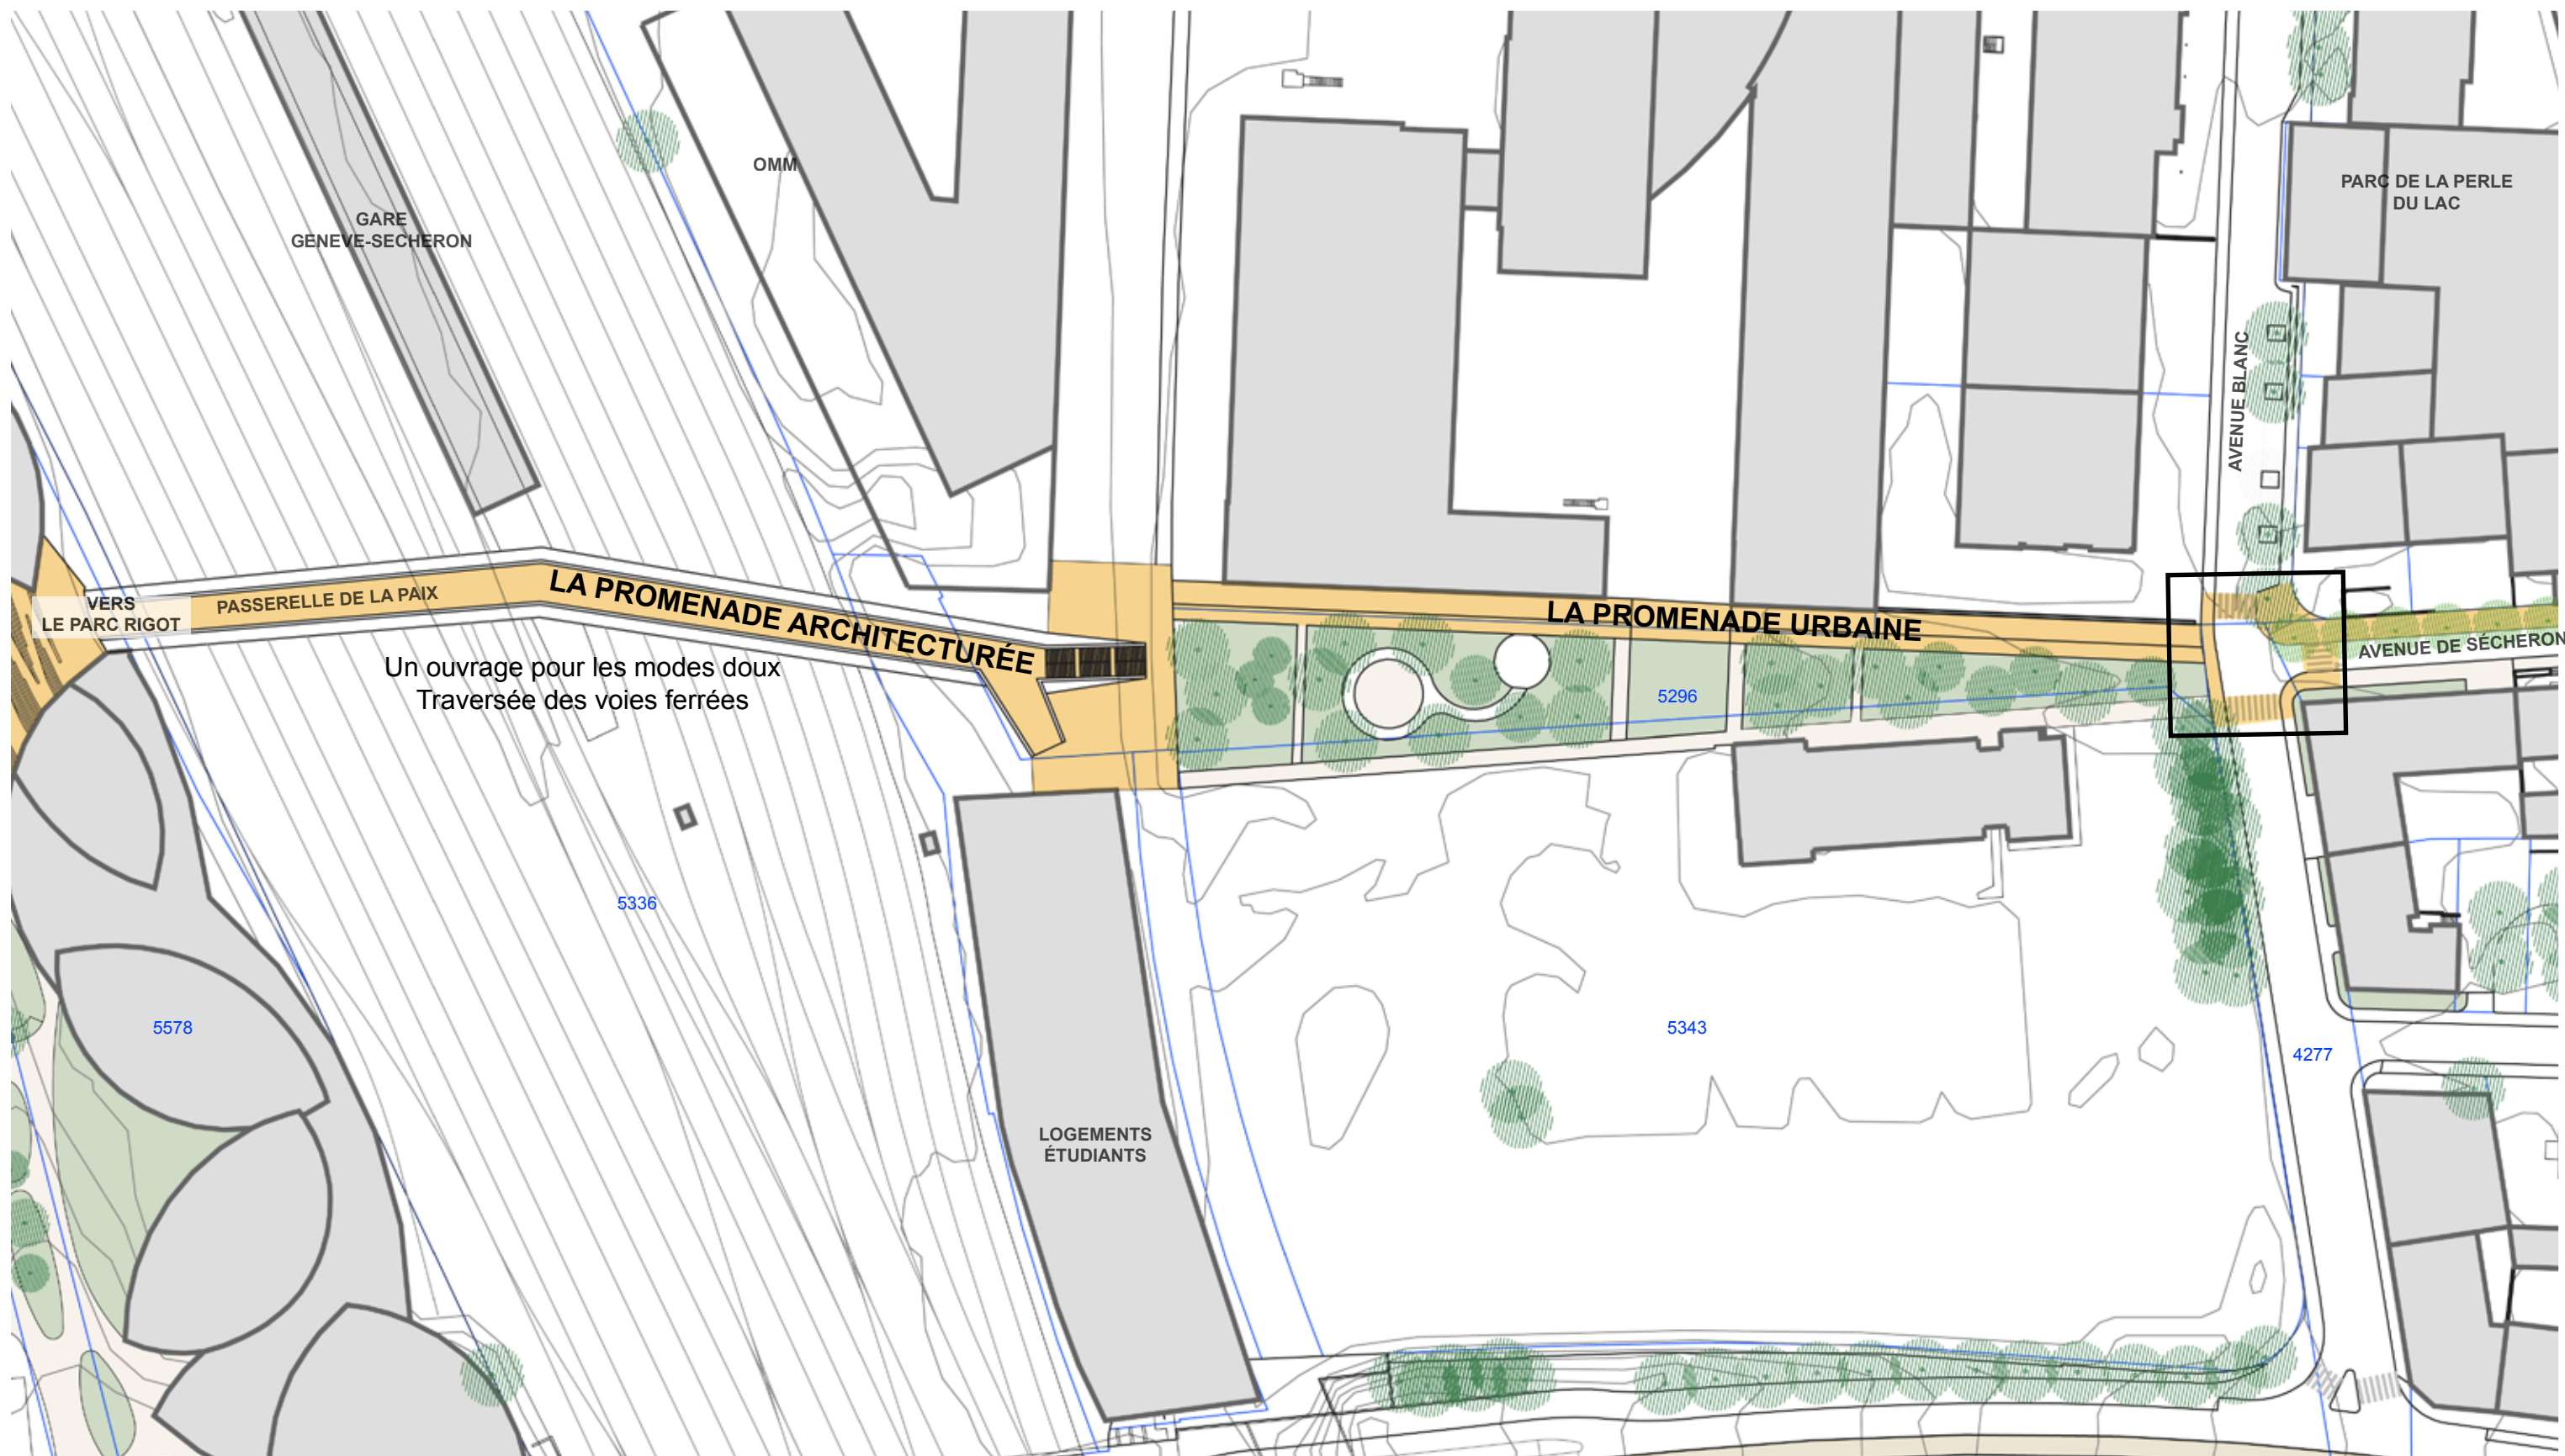 OMM
PARC DE LA PERLE
DU LAC
GARE
GENEVE-SECHERON
AVENUE BLANC
VERS
LE PARC RIGOT
PASSERELLE DE LA PAIX
LA PROMENADE ARCHITECTURÉE
LA PROMENADE URBAINE
AVENUE DE SÉCHERON
Un ouvrage pour les modes doux
Traversée des voies ferrées
5296
5336
5578
5343
4277
LOGEMENTS
ÉTUDIANTS